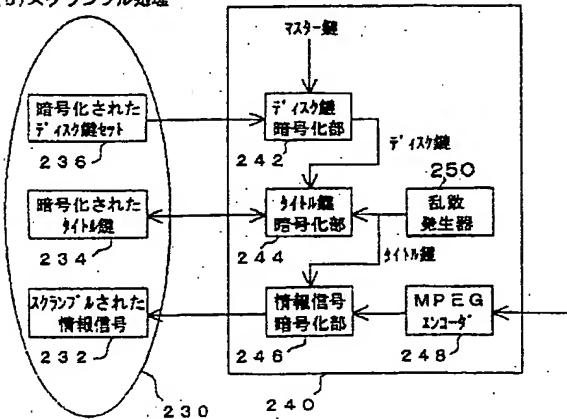 スクランブル処理
マスター鍵
暗号化された
ディスク鍵セット
236
ディスク鍵
暗号化部
242
ディスク鍵
暗号化された
タイトル鍵
234
タイトル鍵
暗号化部
244
250
乱数
発生器
タイトル鍵
スクランブルされた
情報信号
232
情報信号
暗号化部
246
MPEG
エンコーダ
248
230
240